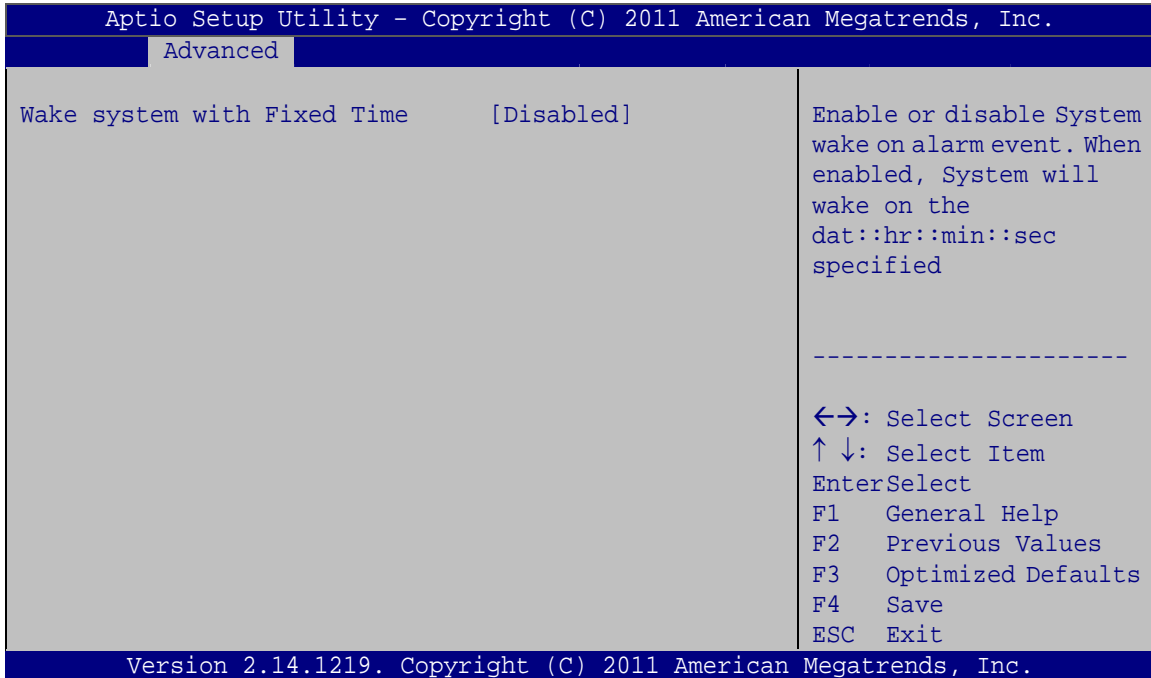 Aptio Setup Utility – Copyright (C) 2011 American Megatrends, Inc.
Advanced
Wake system with Fixed Time [Disabled]
Enable or disable System
wake on alarm event. When
enabled, System will
wake on the
dat::hr::min::sec
specified
----------------------
←→: Select Screen
↑ ↓: Select Item
EnterSelect
F1 General Help
F2 Previous Values
F3 Optimized Defaults
F4 Save
ESC Exit
Version 2.14.1219. Copyright (C) 2011 American Megatrends, Inc.